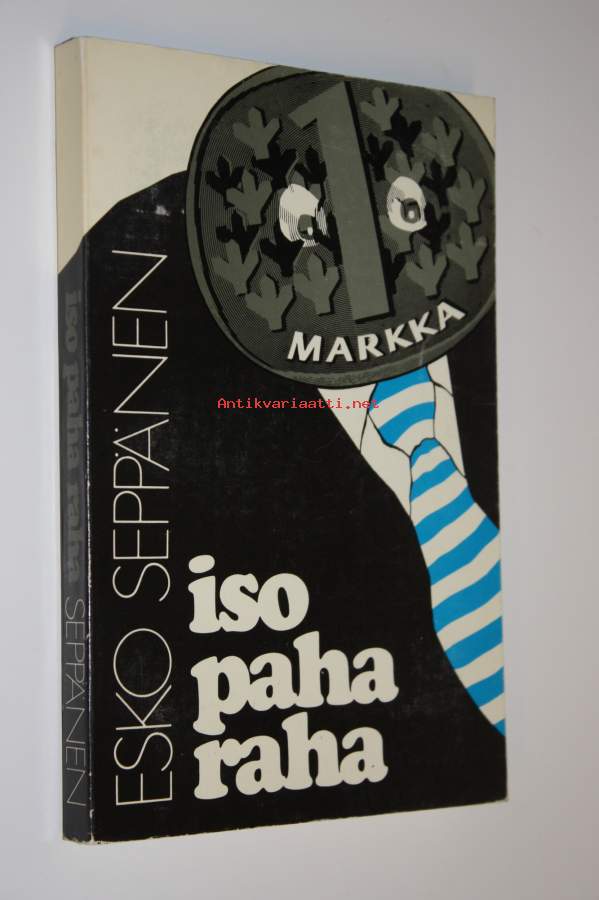 1
MARKKA
Antikvariaatti.net
ESKO SEPPÄNEN
iso
paha
raha
iso paha raha SEPPÄNEN